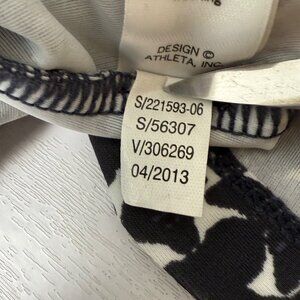 DESIGN ©
ATHLETA, INC.
S/221593-06
S/56307
V/306269
04/2013